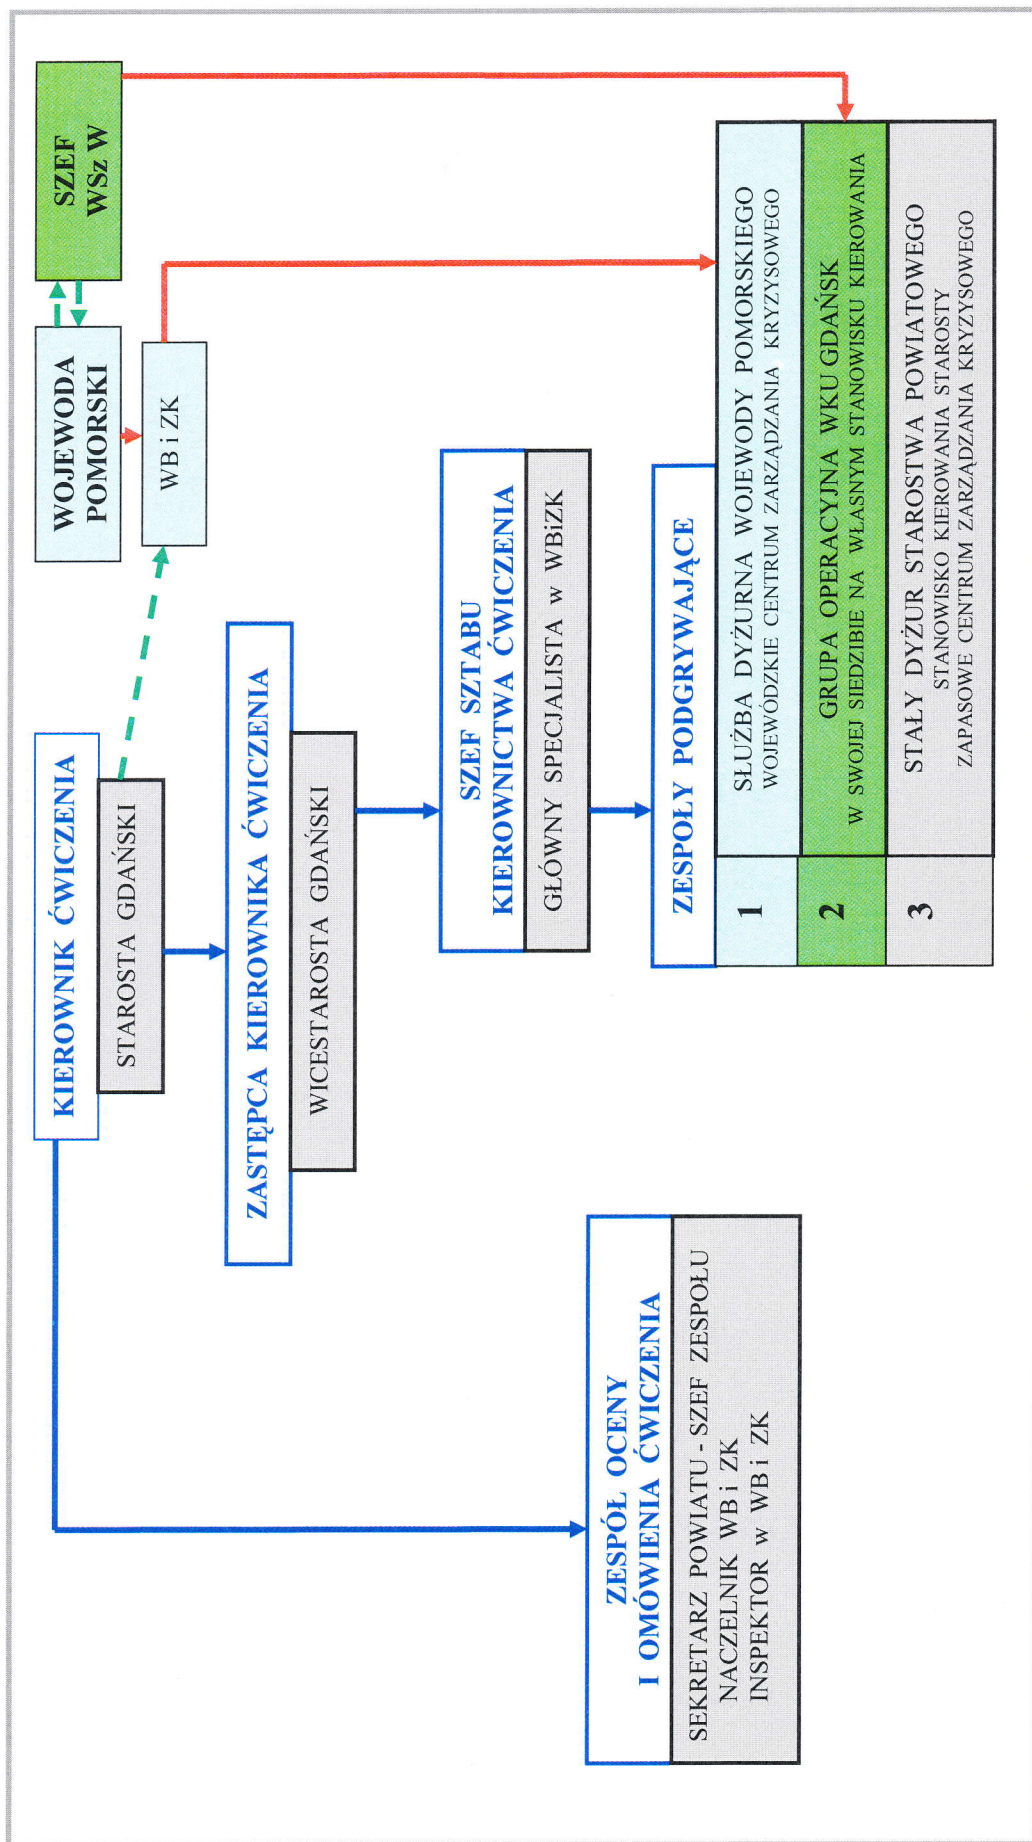 KIEROWNIK ĆWICZENIA
STAROSTA GDAŃSKI
WOJEWODA
POMORSKI
SZEF
WSz W
WB i ZK
ZASTĘPCA KIEROWNIKA ĆWICZENIA
WICESTAROSTA GDAŃSKI
SZEF SZTABU
KIEROWNICTWA ĆWICZENIA
GŁÓWNY SPECJALISTA w WBiZK
ZESPÓŁ OCENY
I OMÓWIENIA ĆWICZENIA
SEKRETARZ POWIATU - SZEF ZESPOŁU
NACZELNIK WB i ZK
INSPEKTOR w WB i ZK
ZESPOŁY PODGRYWAJĄCE
1
SŁUŻBA DYŻURNA WOJEWODY POMORSKIEGO
WOJEWÓDZKIE CENTRUM ZARZĄDZANIA KRYZYSOWEGO
2
GRUPA OPERACYJNA WKU GDAŃSK
W SWOJEJ SIEDZIBIE NA WŁASNYM STANOWISKU KIEROWANIA
3
STAŁY DYŻUR STAROSTWA POWIATOWEGO
STANOWISKO KIEROWANIA STAROSTY
ZAPASOWE CENTRUM ZARZĄDZANIA KRYZYSOWEGO